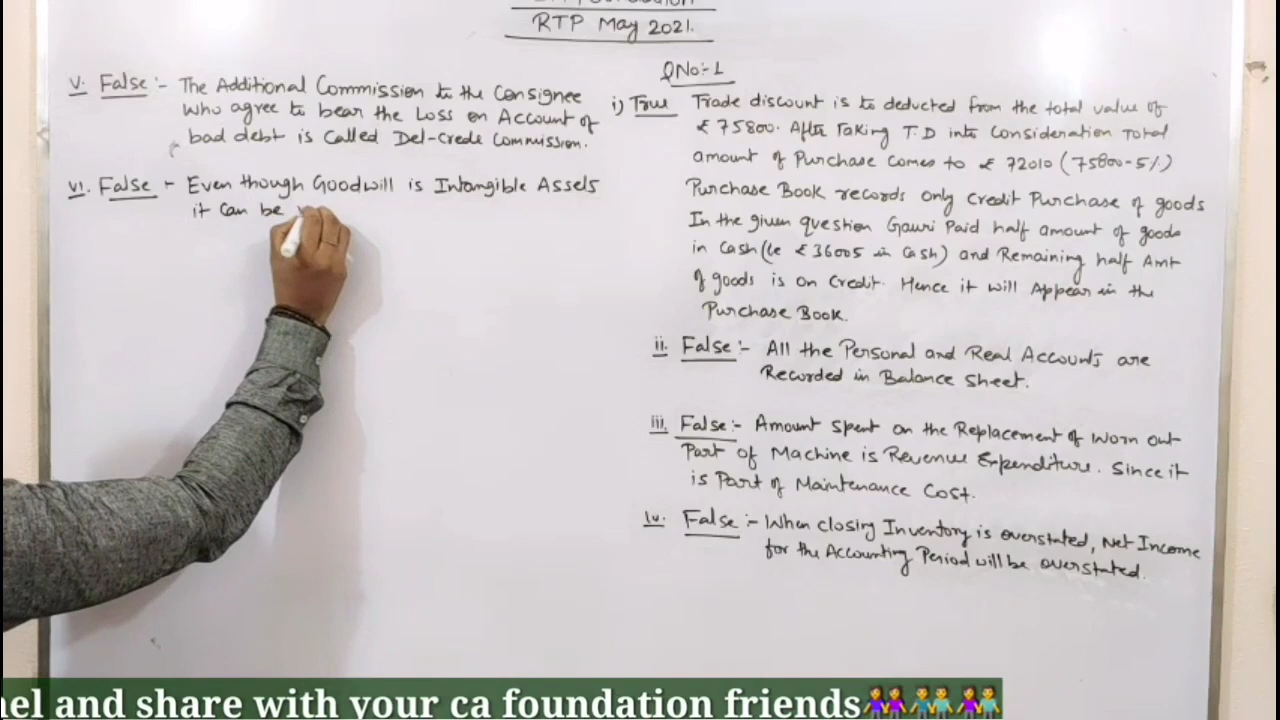 RTP May 2021.
QNo:-1
i) True Trade discount is to deducted from the total value of
₹ 75800. After Taking T.D into Consideration Total
amount of Purchase comes to ₹ 72010 (75800-5%)
Purchase Book records only credit Purchase of goods
In the given question Gauri Paid half amount of goods
in cash (ie ₹ 36005 in Cash) and Remaining half Amt
of goods is on Credit. Hence it will Appear in the
Purchase Book.
ii. False:- All the Personal and Real Accounts are
Recorded in Balance Sheet.
iii. False:- Amount spent on the Replacement of Worn out
Part of Machine is Revenue Expenditure. Since it
is Part of Maintenance Cost.
iv. False:- When closing Inventory is overstated, Net Income
for the Accounting Period will be overstated.
v. False:- The Additional Commission to the Consignee
Who agree to bear the Loss on Account of
bad debt is Called Del-Crede Commission.
vi. False:- Even though Goodwill is Intangible Assets
it Can be
nel and share with your ca foundation friends👭👬👫